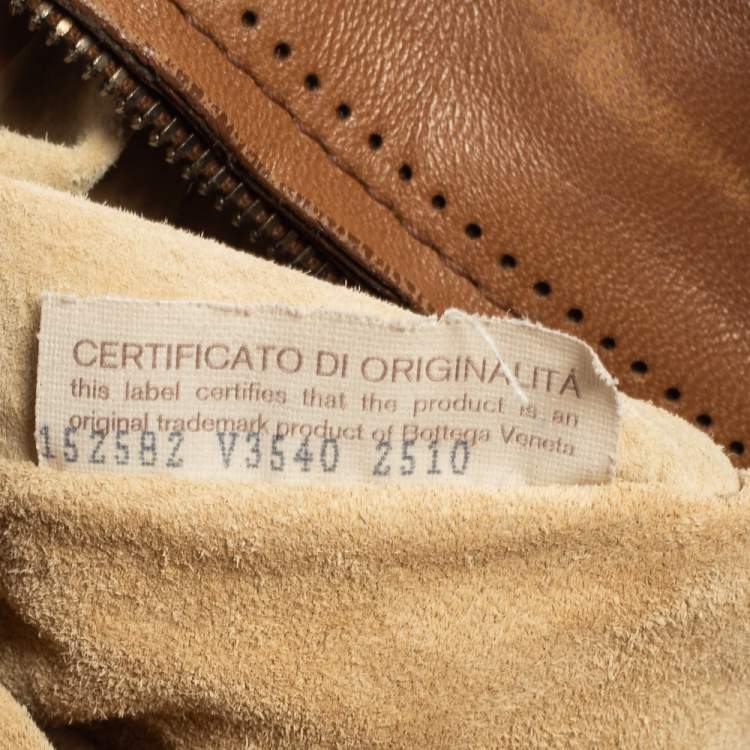 CERTIFICATO DI ORIGINALITÁ
this label certifies that the product is an
original trademark product of Bottega Veneta
152582 V3540 2510